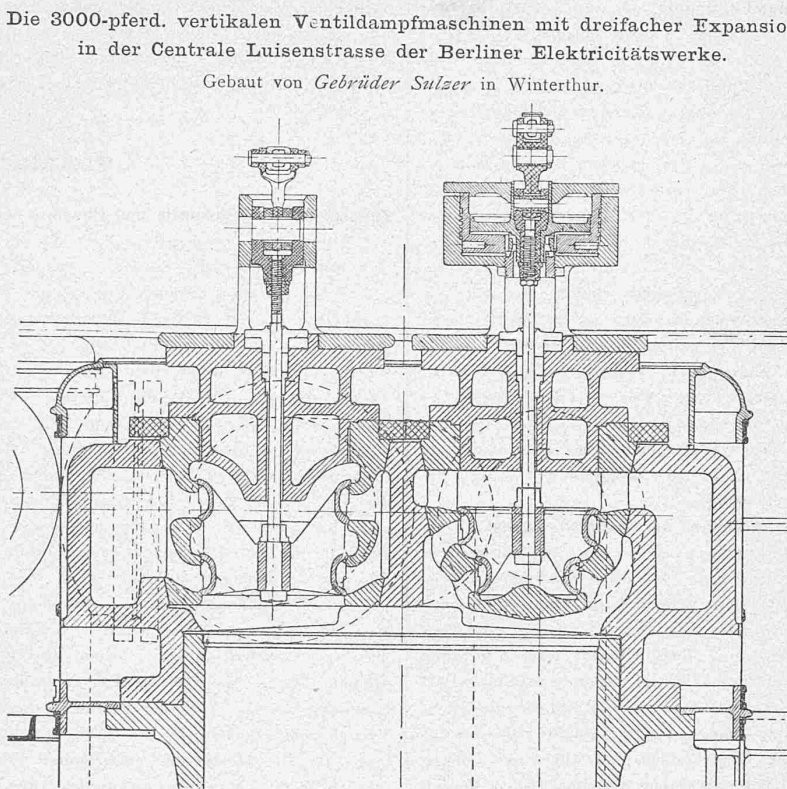 Die 3000-pferd. vertikalen Ventildampfmaschinen mit dreifacher Expansio
in der Centrale Luisenstrasse der Berliner Elektricitätswerke.
Gebaut von Gebrüder Sulzer in Winterthur.